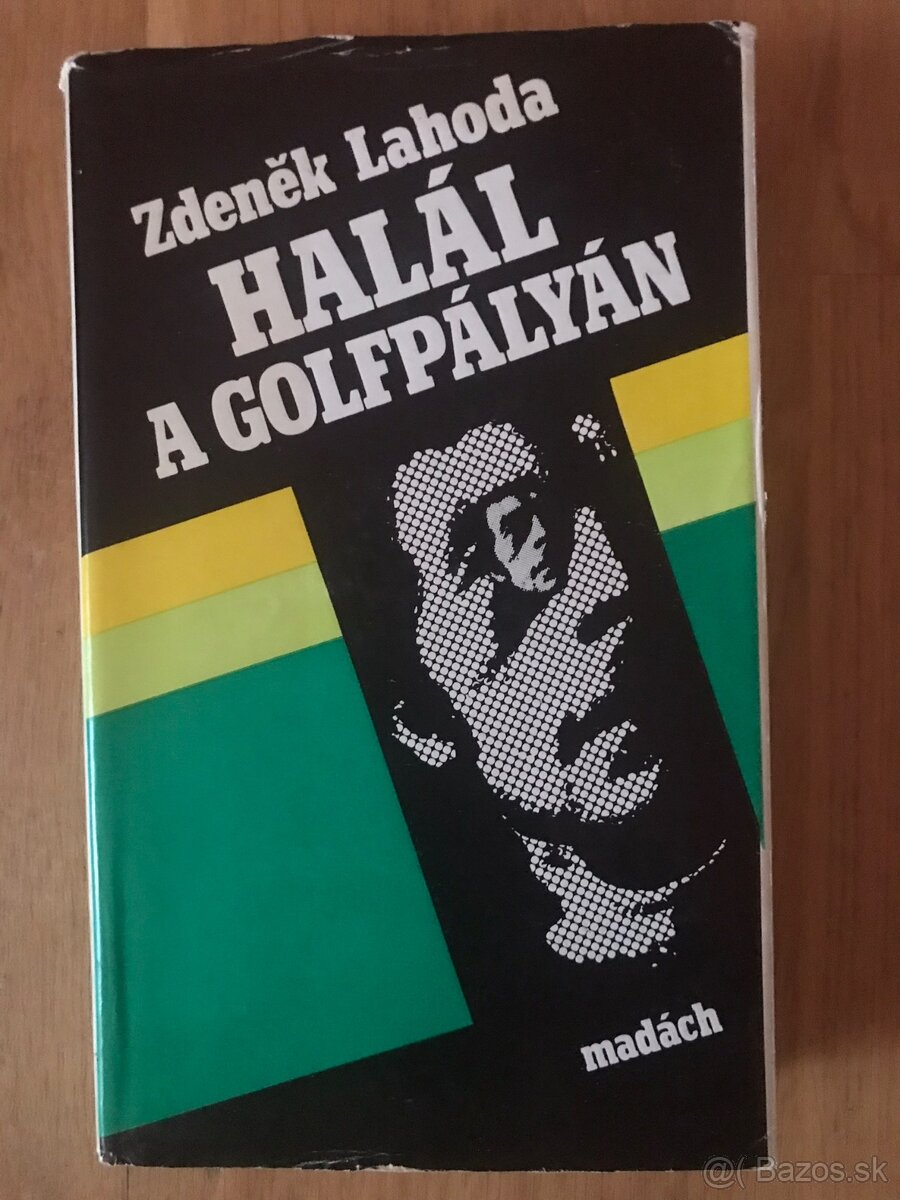 Zdeněk Lahoda
HALÁL
A GOLFPÁLYÁN
madách
@( Bazos.sk